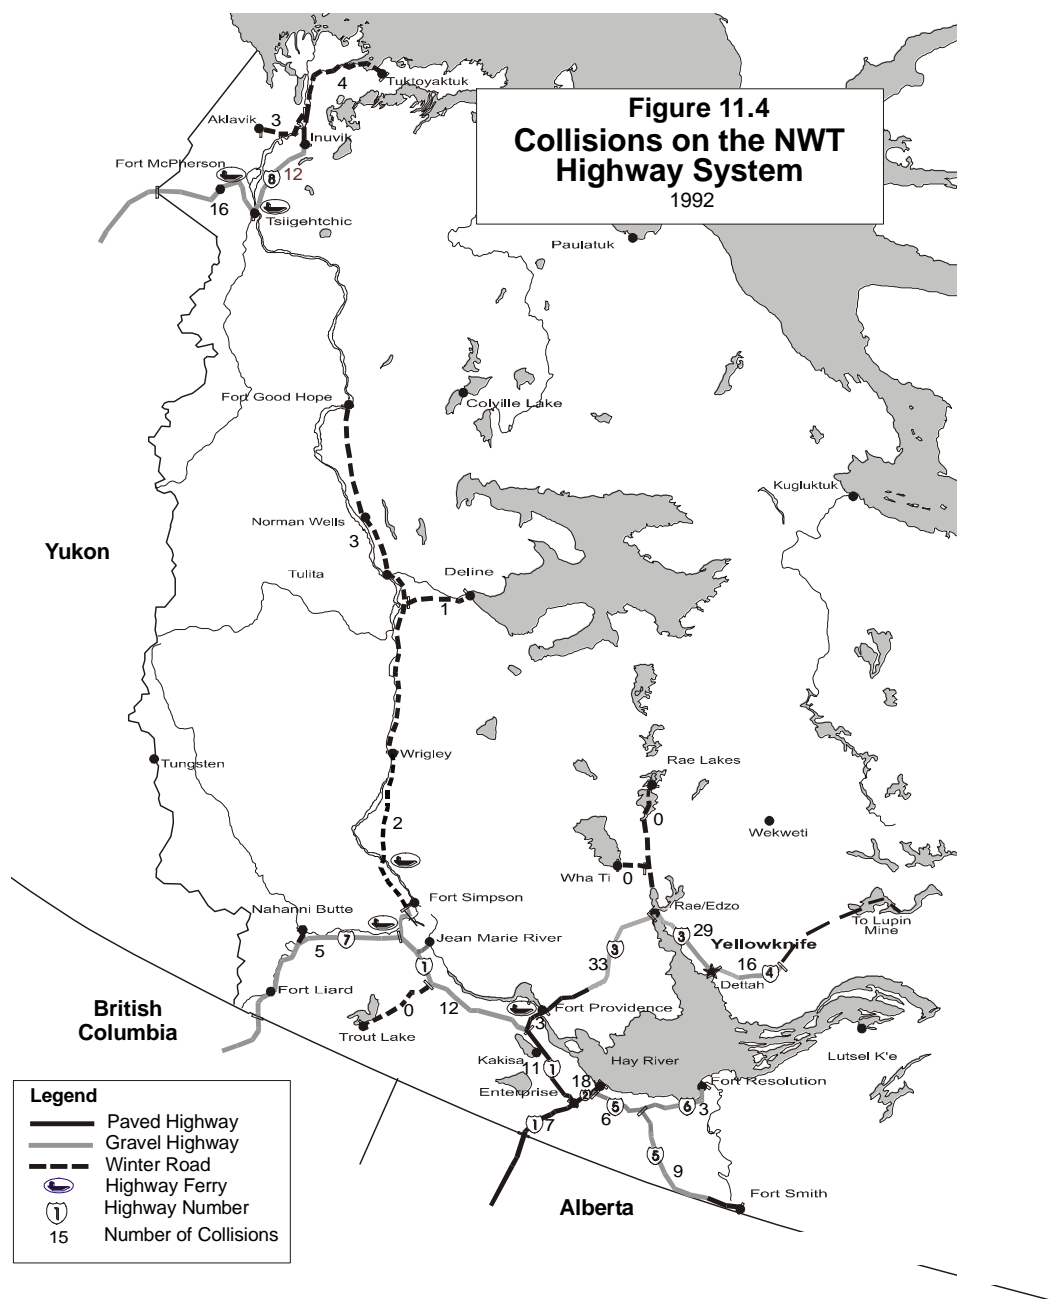 Figure 11.4
Collisions on the NWT
Highway System
1992
Tuktoyaktuk
4
Aklavik
3
Inuvik
Fort McPherson
8
12
16
Tsiigehtchic
Paulatuk
Fort Good Hope
Colville Lake
Kugluktuk
Norman Wells
3
Yukon
Tulita
Deline
1
Tungsten
Wrigley
Rae Lakes
0
2
Wekweti
Wha Ti
0
Fort Simpson
Nahanni Butte
Rae/Edzo
To Lupin
Mine
5
7
Jean Marie River
3
3
29
Yellowknife
33
1
16
4
Dettah
Fort Liard
British
Columbia
0
12
Fort Providence
3
Trout Lake
Lutsel K'e
Kakisa
11
1
Hay River
Enterprise
18
2
Fort Resolution
5
6
6
3
1
7
5
9
Fort Smith
Alberta
Legend
Paved Highway
Gravel Highway
Winter Road
Highway Ferry
1
Highway Number
15
Number of Collisions